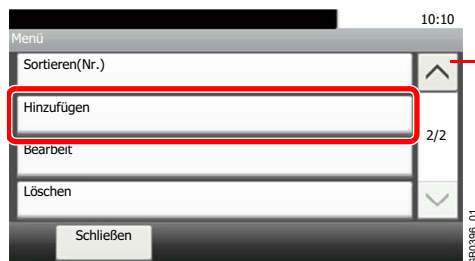 10:10
Menü
Sortieren(Nr.)
Hinzufügen
2/2
Bearbeit
Löschen
Schließen